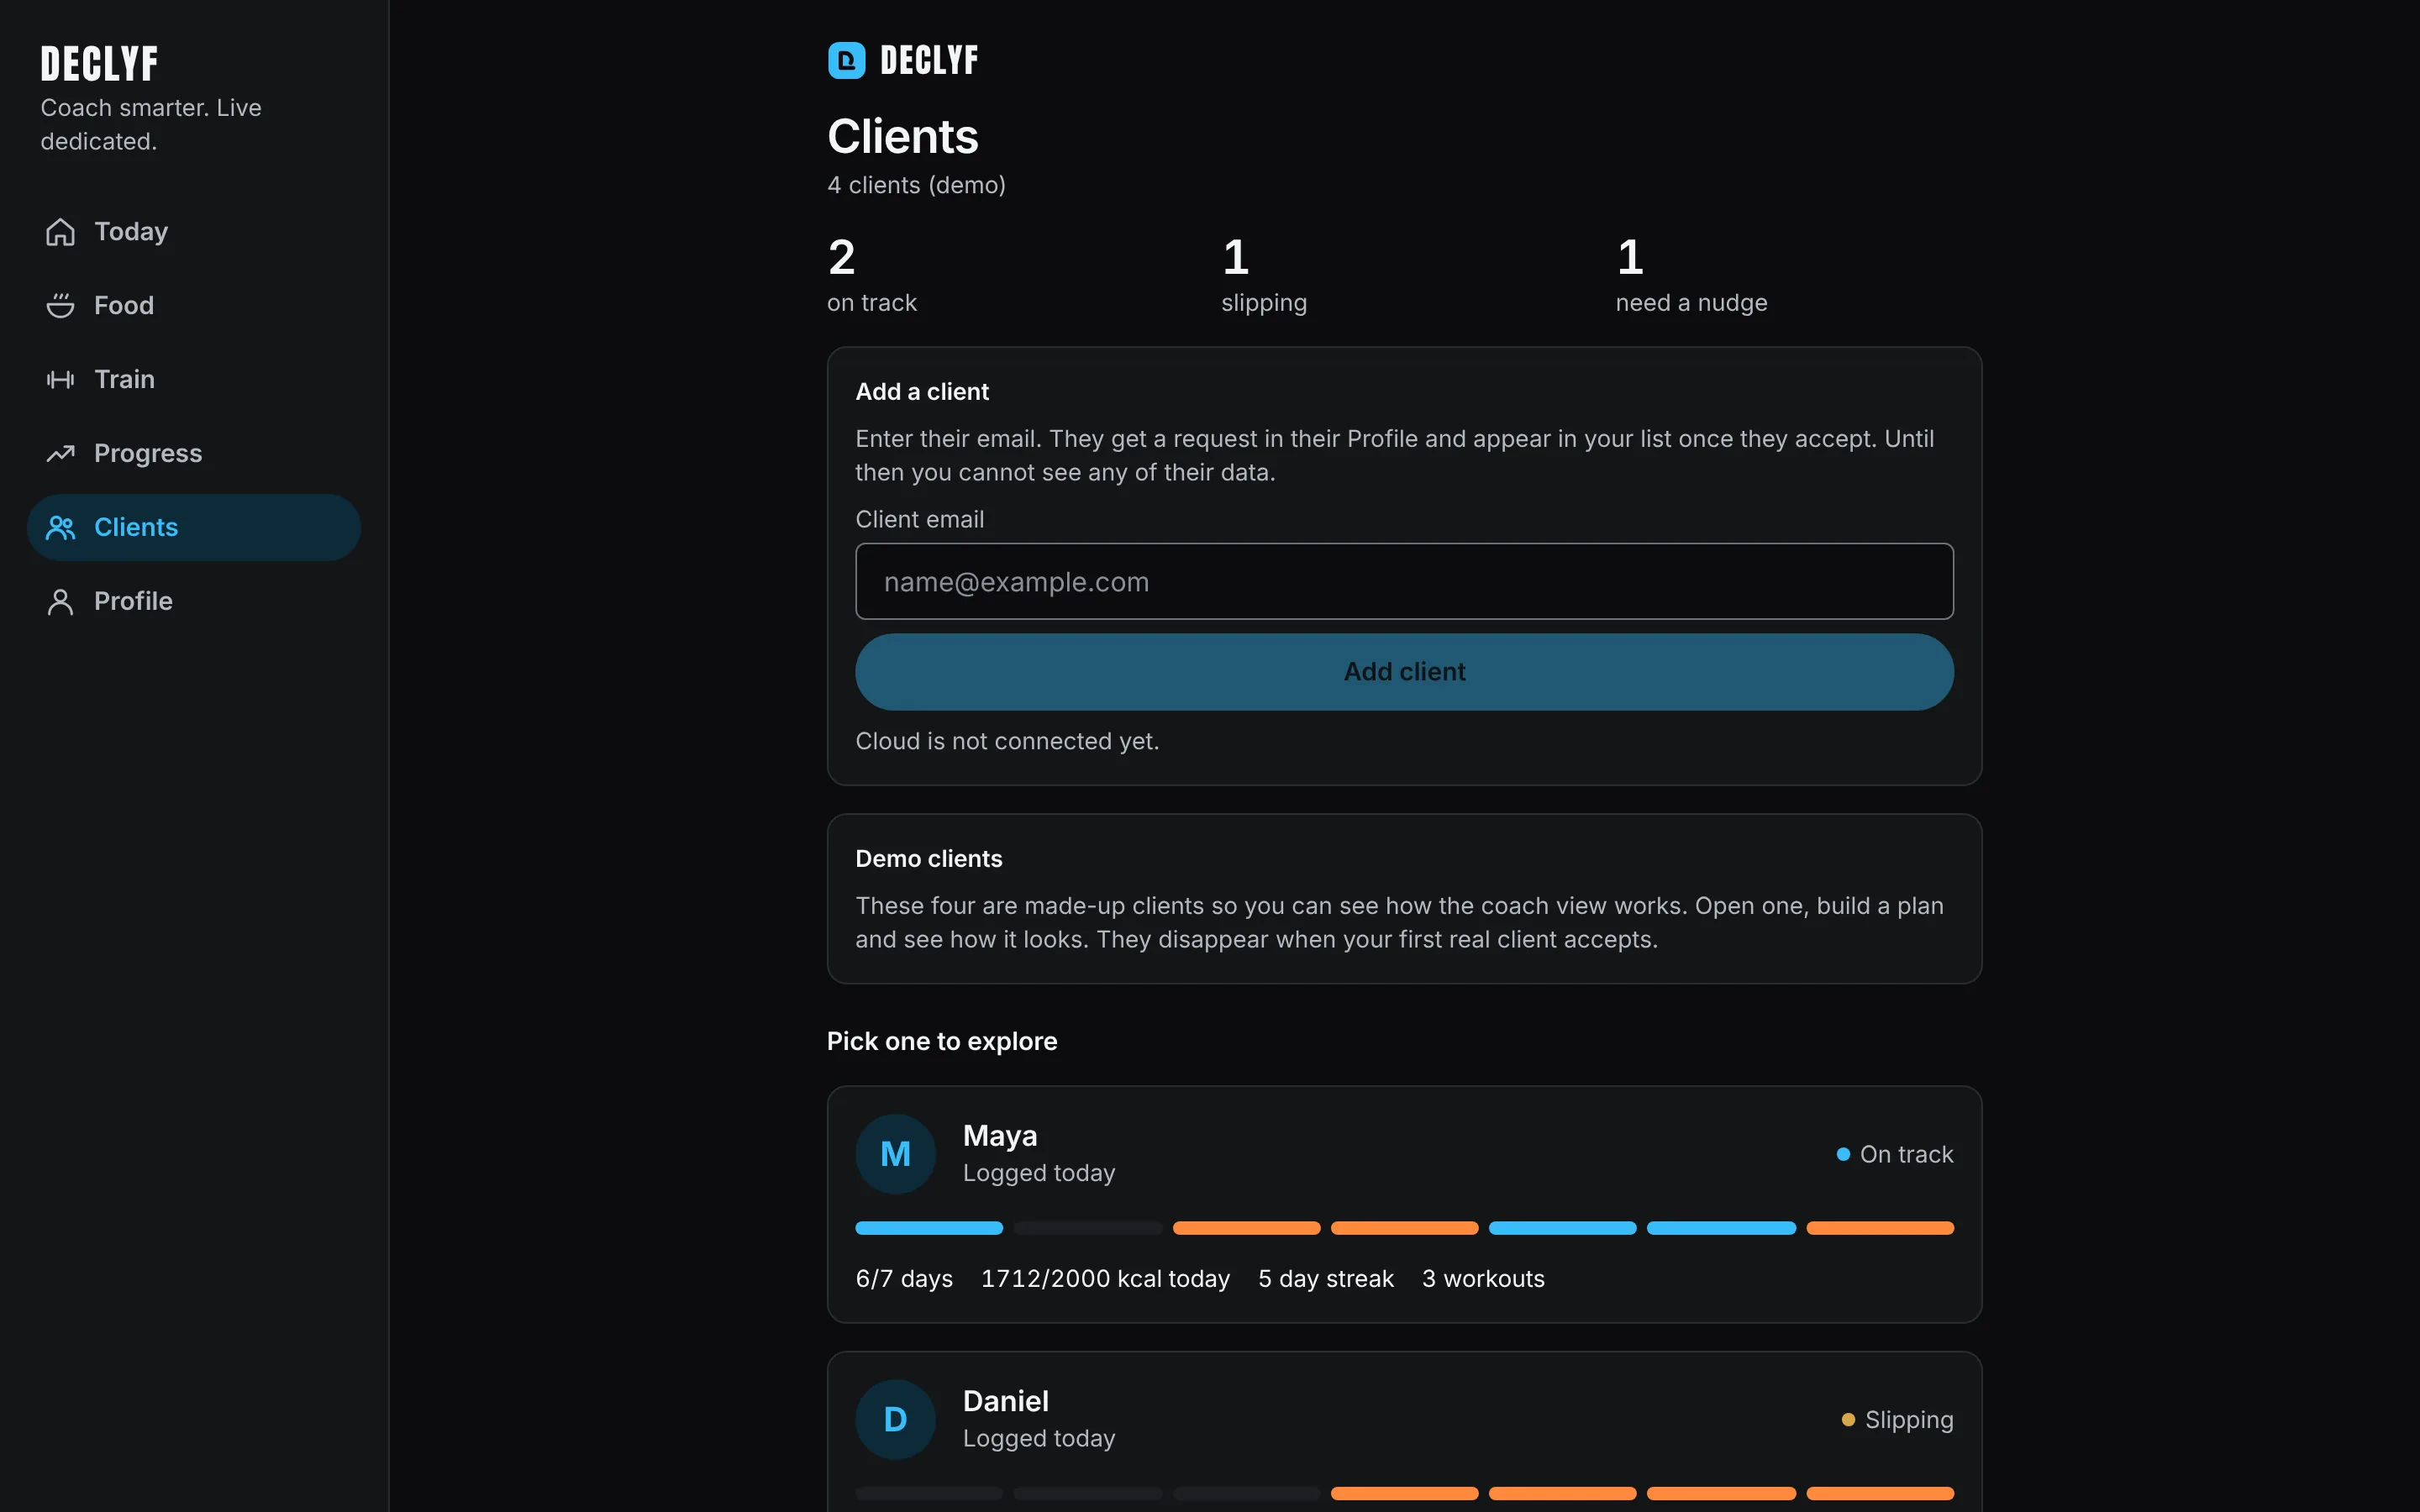 DECLYF
Coach smarter. Live
dedicated.
Today
Food
Train
Progress
Clients
Profile
DECLYF
Clients
4 clients (demo)
2
on track
1
slipping
1
need a nudge
Add a client
Enter their email. They get a request in their Profile and appear in your list once they accept. Until
then you cannot see any of their data.
Client email
name@example.com
Add client
Cloud is not connected yet.
Demo clients
These four are made-up clients so you can see how the coach view works. Open one, build a plan
and see how it looks. They disappear when your first real client accepts.
Pick one to explore
M
Maya
Logged today
On track
6/7 days 1712/2000 kcal today 5 day streak 3 workouts
D
Daniel
Logged today
Slipping